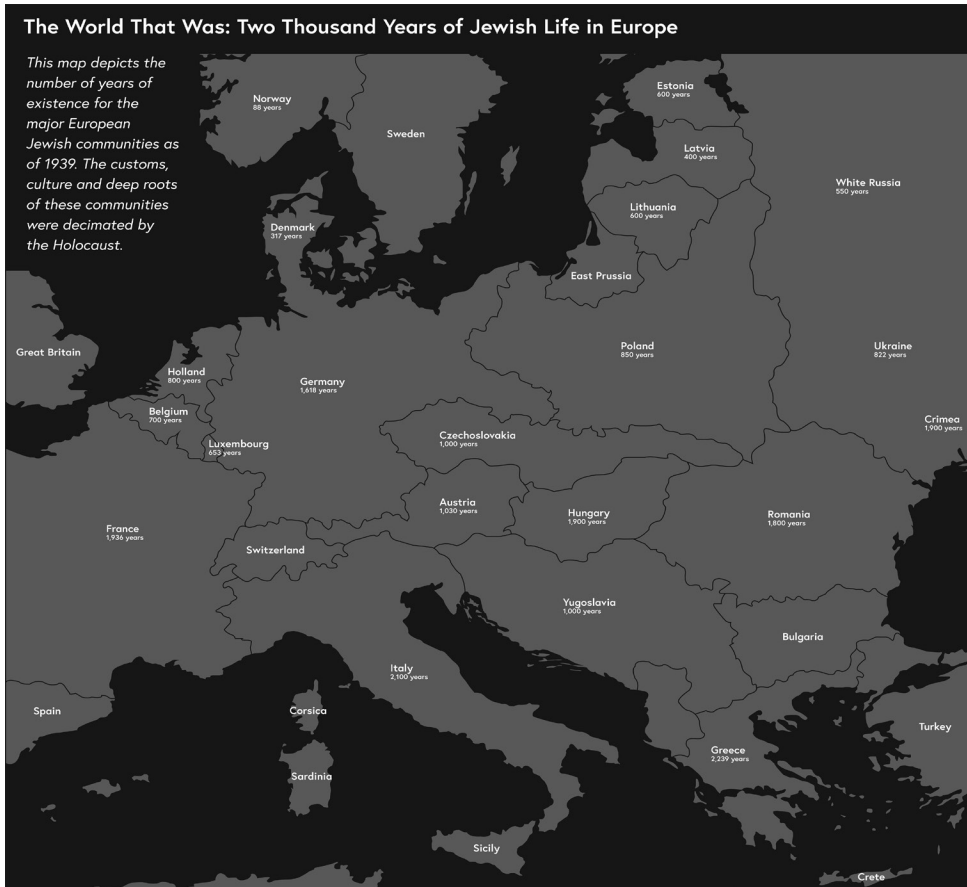 The World That Was: Two Thousand Years of Jewish Life in Europe
This map depicts the
number of years of
existence for the
major European
Jewish communities as
of 1939. The customs,
culture and deep roots
of these communities
were decimated by
the Holocaust.
Norway
88 years
Sweden
Estonia
600 years
Latvia
400 years
White Russia
550 years
Lithuania
600 years
Denmark
317 years
East Prussia
Great Britain
Holland
800 years
Germany
1,618 years
Poland
850 years
Ukraine
822 years
Belgium
700 years
Luxembourg
653 years
Czechoslovakia
1,000 years
Crimea
1,900 years
France
1,936 years
Austria
1,030 years
Hungary
1,900 years
Romania
1,800 years
Switzerland
Yugoslavia
1,000 years
Bulgaria
Italy
2,100 years
Spain
Corsica
Turkey
Greece
2,239 years
Sardinia
Sicily
Crete